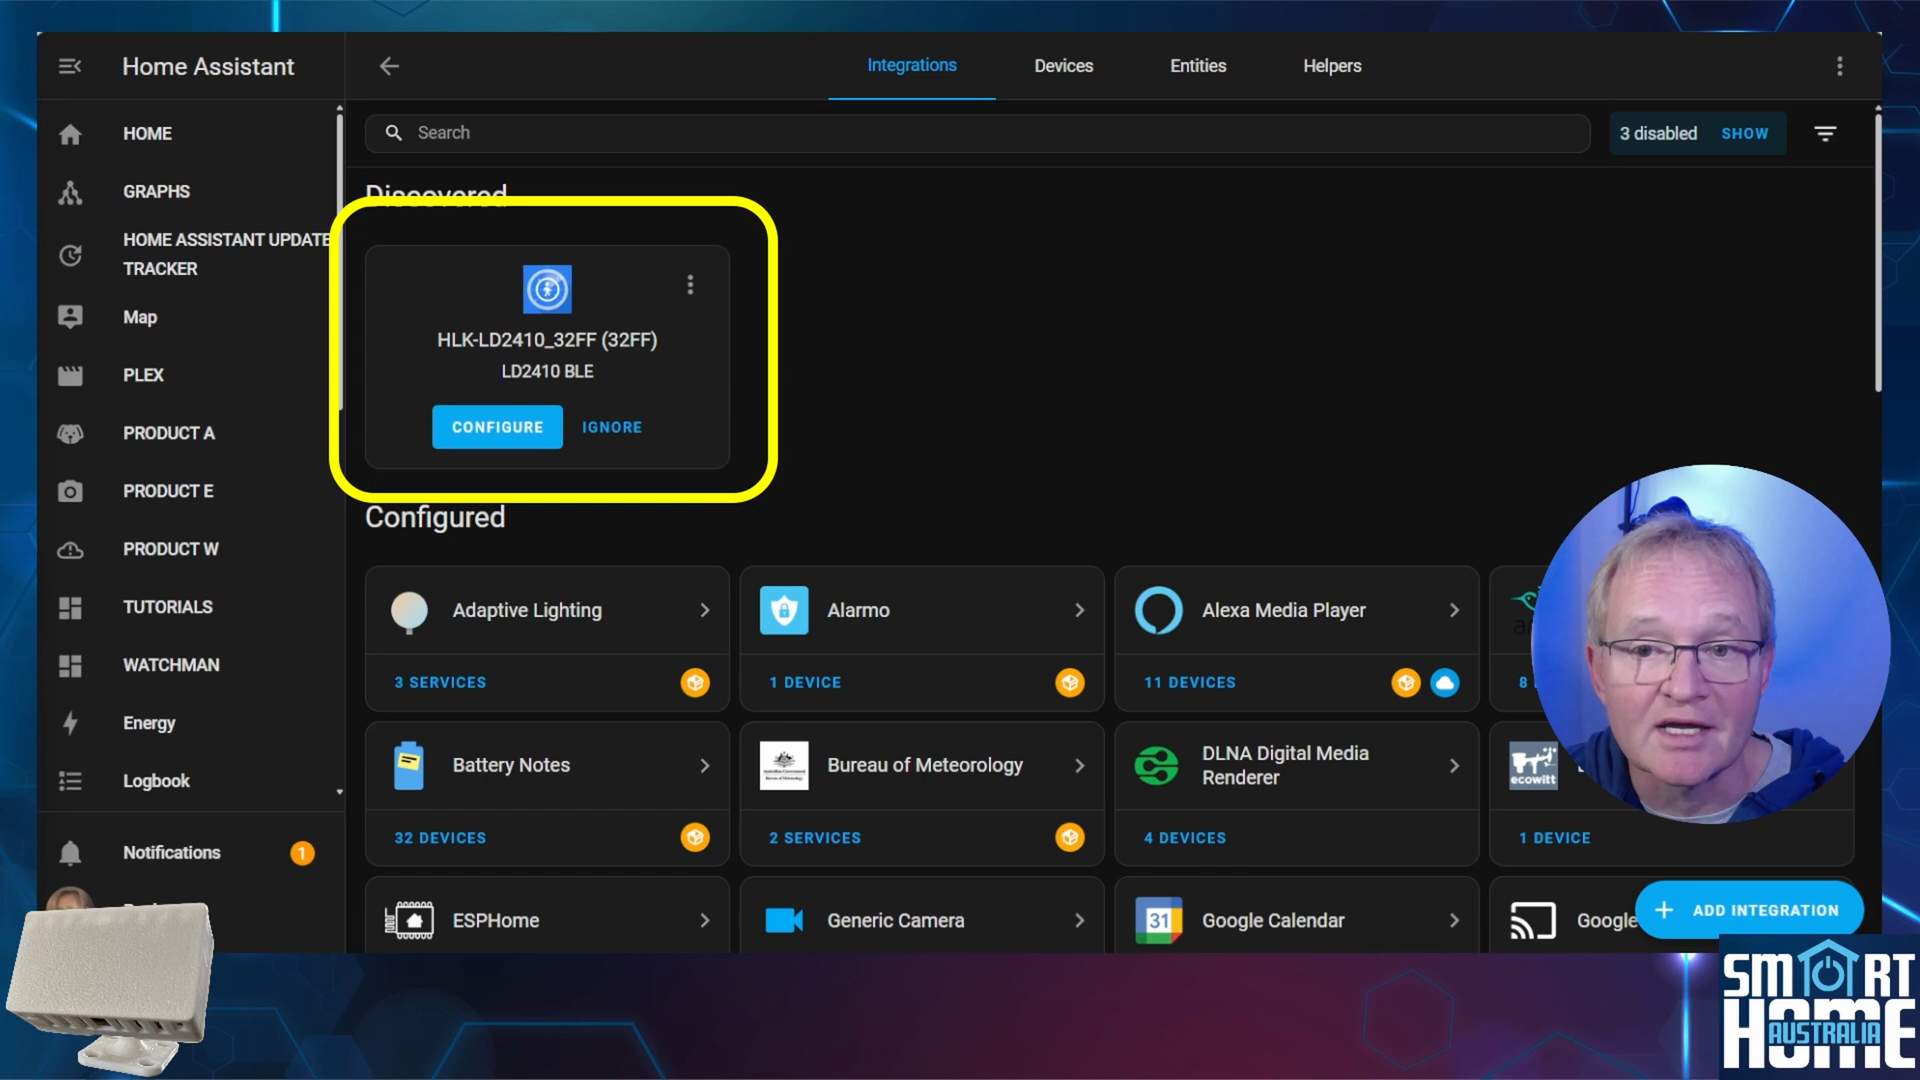 Home Assistant
Integrations
Devices
Entities
Helpers
Search
3 disabled
SHOW
HOME
GRAPHS
HOME ASSISTANT UPDATE
TRACKER
Map
PLEX
PRODUCT A
PRODUCT E
PRODUCT W
TUTORIALS
WATCHMAN
Energy
Logbook
Notifications
1
Discovered
HLK-LD2410_32FF (32FF)
LD2410 BLE
CONFIGURE
IGNORE
Configured
Adaptive Lighting
3 SERVICES
Alarmo
1 DEVICE
Alexa Media Player
11 DEVICES
8
Battery Notes
32 DEVICES
Bureau of Meteorology
2 SERVICES
DLNA Digital Media
Renderer
4 DEVICES
ecowitt
1 DEVICE
ESPHome
Generic Camera
31
Google Calendar
Google
ADD INTEGRATION
SMART
HOME
AUSTRALIA